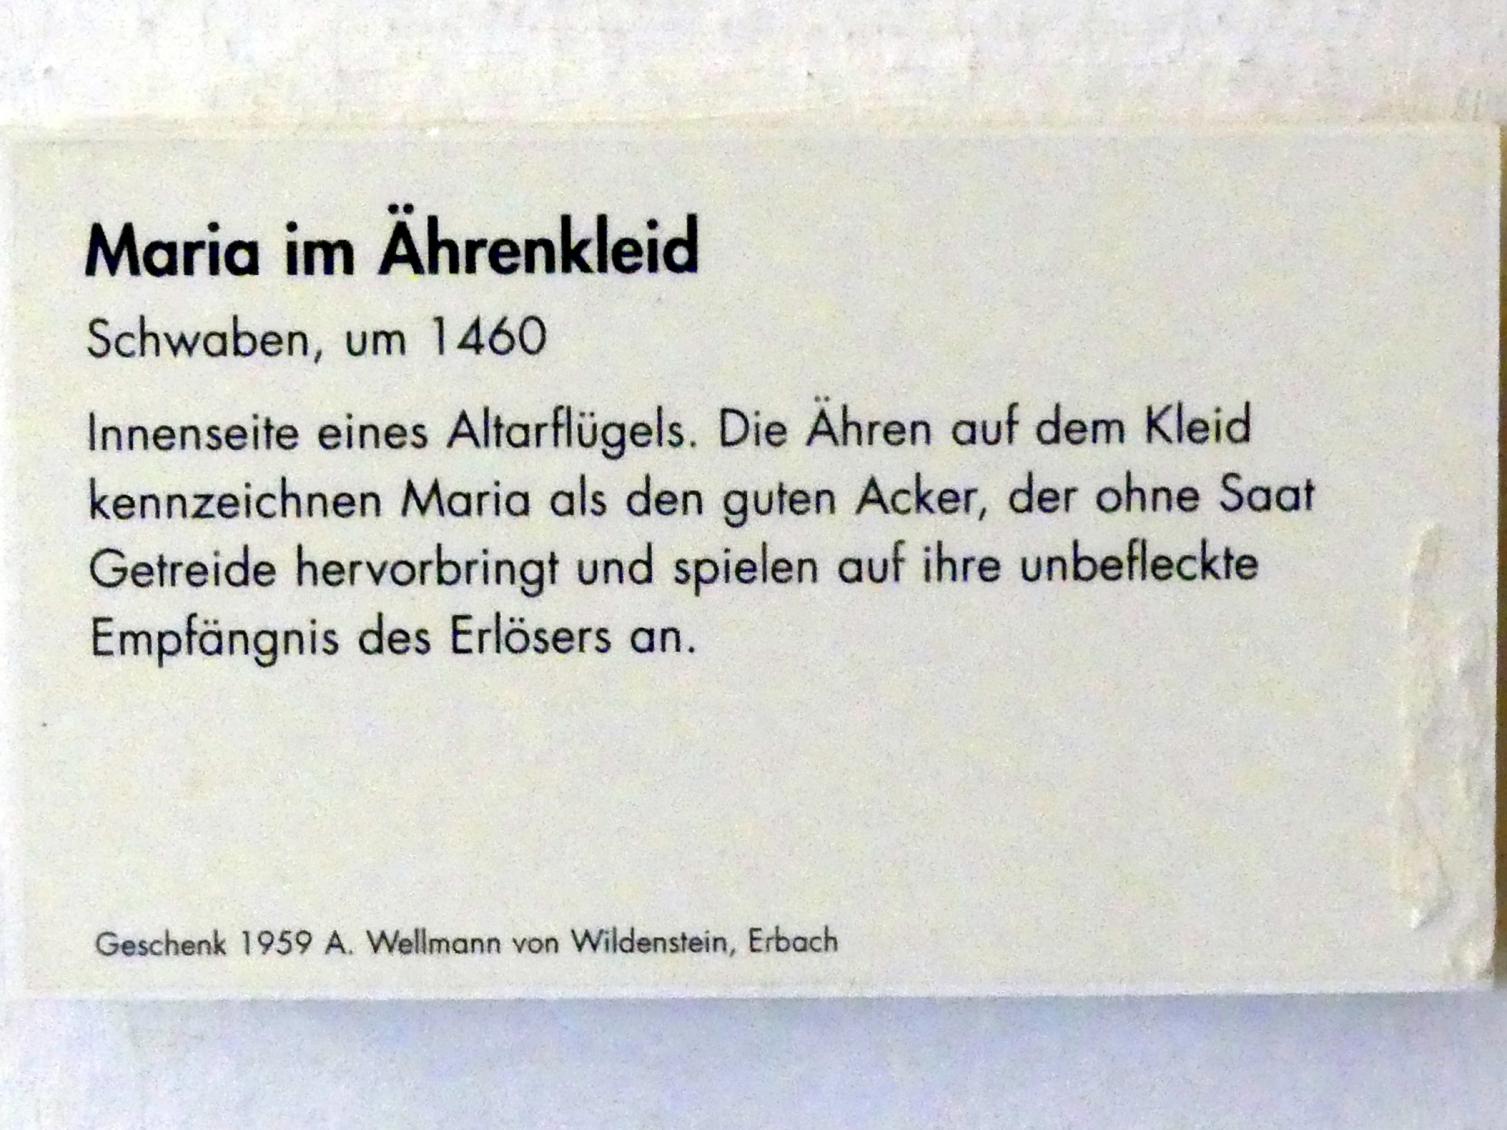 Maria im Ährenkleid
Schwaben, um 1460
Innenseite eines Altarflügels. Die Ähren auf dem Kleid
kennzeichnen Maria als den guten Acker, der ohne Saat
Getreide hervorbringt und spielen auf ihre unbefleckte
Empfängnis des Erlösers an.
Geschenk 1959 A. Wellmann von Wildenstein, Erbach